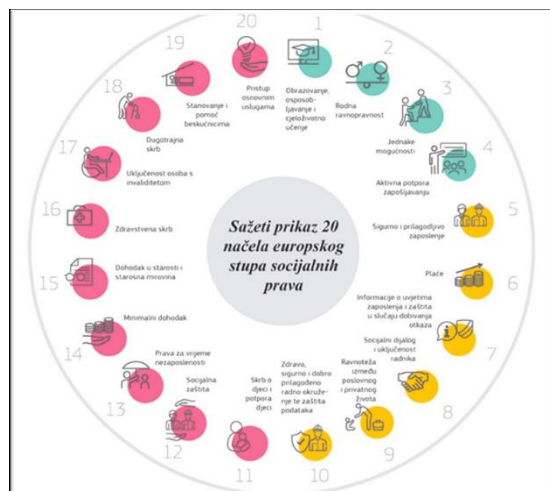 Sažeti prikaz 20
načela europskog
stupa socijalnih
prava
1
Obrazovanje,
osposob-
ljavanje i
cjeloživotno
učenje
2
Rodna
ravnopravnost
3
Jednake
mogućnosti
4
Aktivna potpora
zapošljavanju
5
Sigurno i prilagodljivo
zaposlenje
6
Plaće
7
Informacije o uvjetima
zaposlenja i zaštita
u slučaju dobivanja
otkaza
8
Socijalni dijalog
i uključenost
radnika
9
Ravnoteža
između
poslovnog
i privatnog
života
10
Zdravo,
sigurno i dobro
prilagođeno
radno okruže-
nje te zaštita
podataka
11
Skrb o
djeci i
potpora
djeci
12
Socijalna
zaštita
13
Prava za vrijeme
nezaposlenosti
14
Minimalni dohodak
15
Dohodak u starosti i
starosna mirovina
16
Zdravstvena skrb
17
Uključenost osoba s
invaliditetom
18
Dugotrajna
skrb
19
Stanovanje i
pomoć
beskućnicima
20
Pristup
osnovnim
uslugama